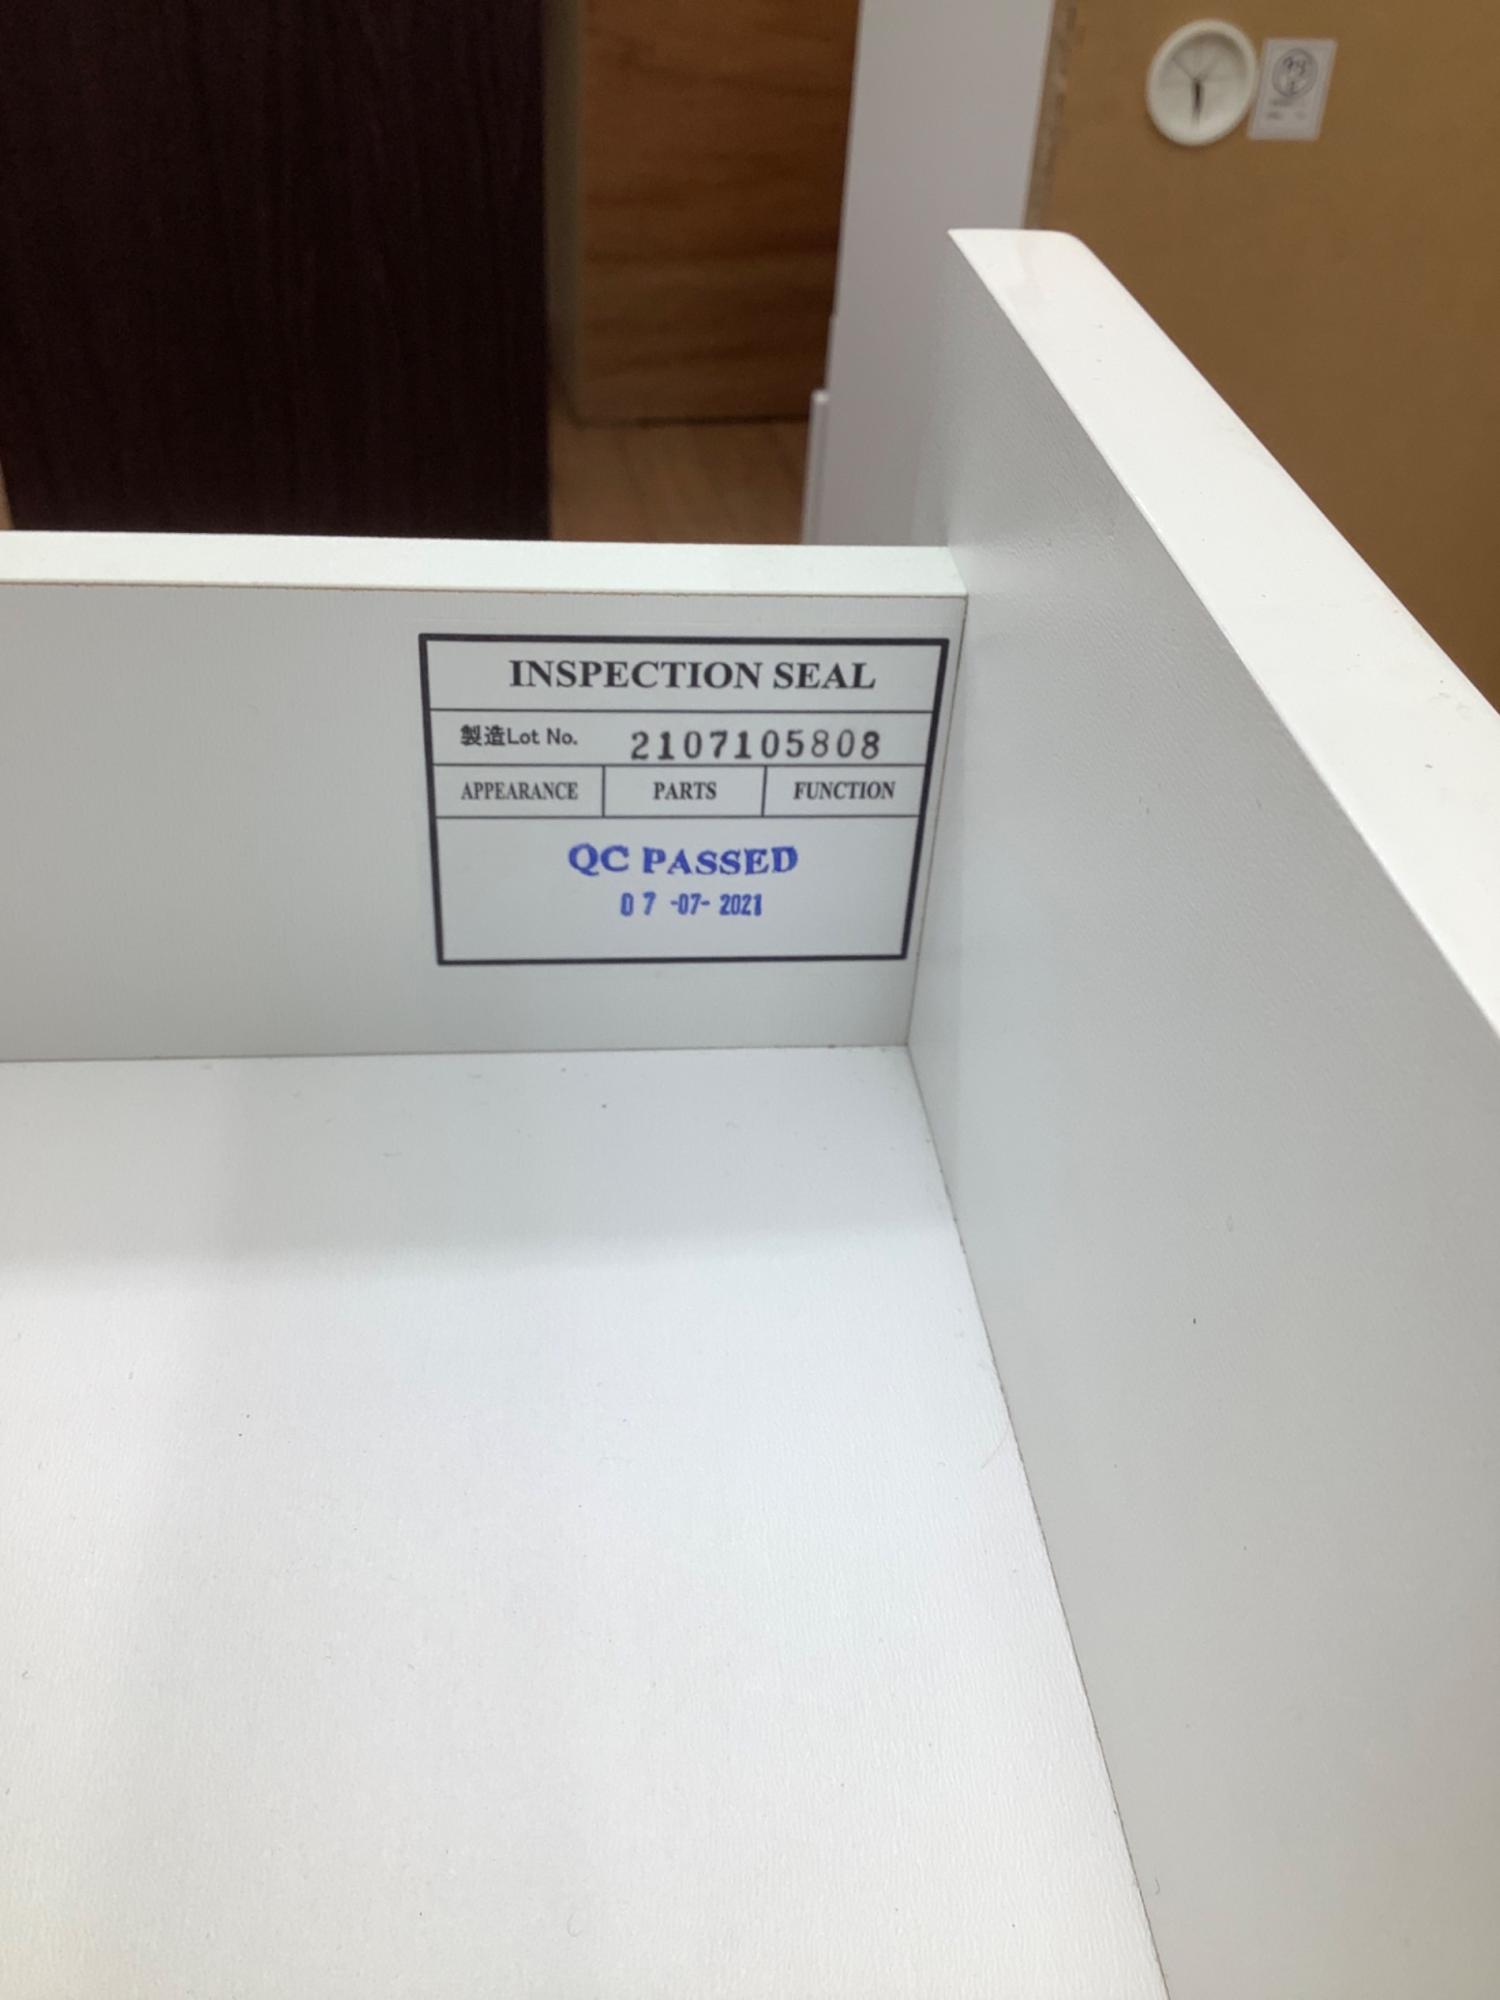 INSPECTION SEAL
製造Lot No. 2107105808
APPEARANCE PARTS FUNCTION
QC PASSED
07 -07- 2021